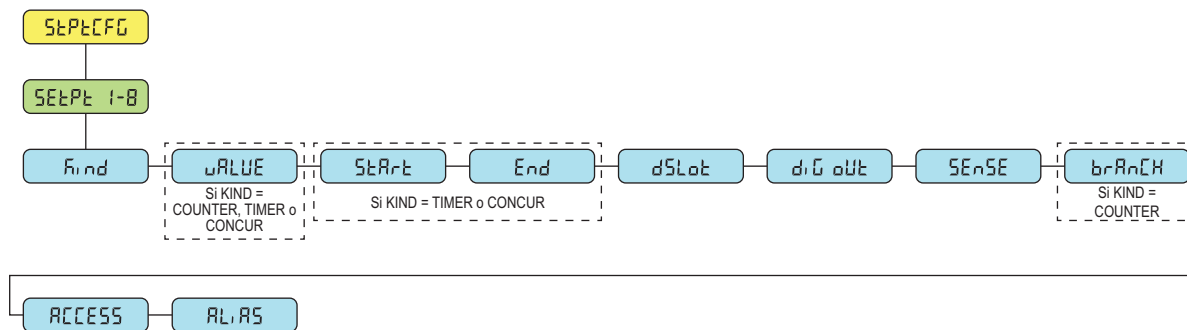 StPtCFG
SEtPt 1-8
Kind
vALUE
StArt
End
dSLot
diG oUt
SEnSE
brAnCH
Si KIND =
COUNTER, TIMER o
CONCUR
Si KIND = TIMER o CONCUR
Si KIND =
COUNTER
ACCESS
ALiAS